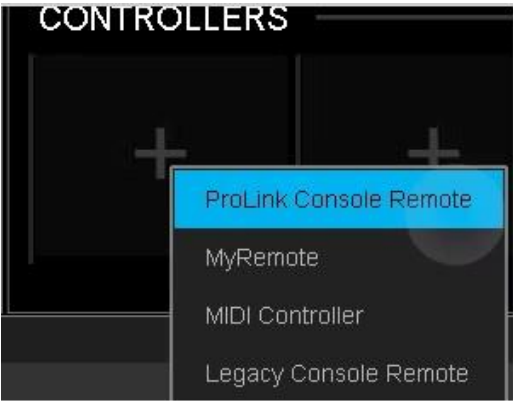 CONTROLLERS
ProLink Console Remote
MyRemote
MIDI Controller
Legacy Console Remote